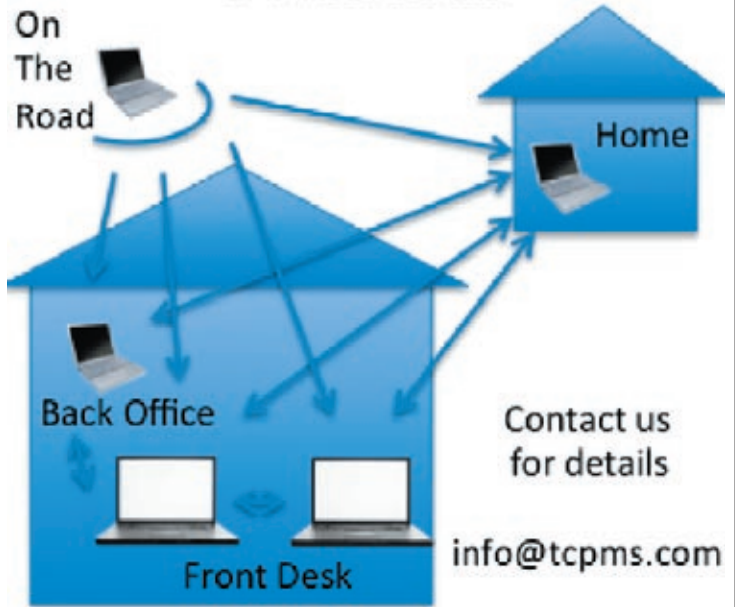 On
The
Road
Home
Back Office
Front Desk
Contact us
for details
info@tcpms.com